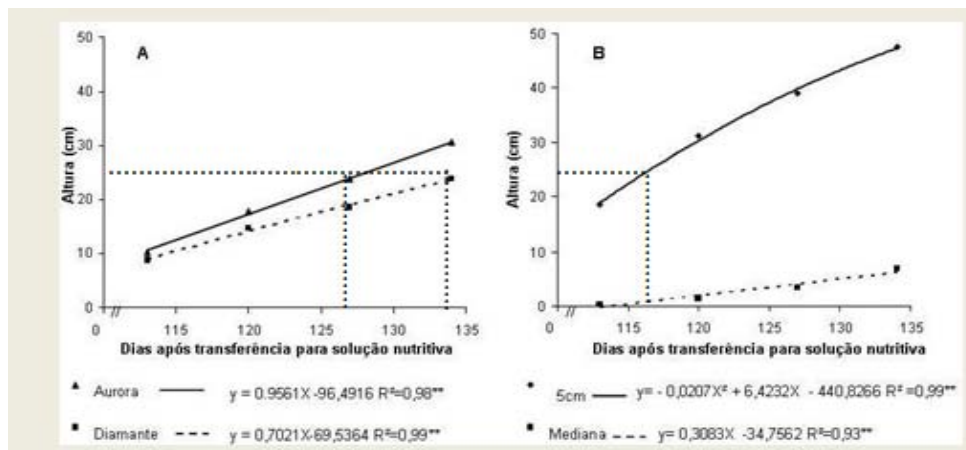 A
Altura (cm)
50
40
30
20
10
0
0
115
120
125
130
135
Dias após transferência para solução nutritiva
Aurora
y = 0.9561X -96,4916 R²=0,98**
Diamante
y = 0,7021X-69,5364 R²=0,99**
B
Altura (cm)
50
40
30
20
10
0
0
115
120
125
130
135
Dias após transferência para solução nutritiva
5cm
y= - 0,0207X² + 6,4232X - 440,8266 R² =0,99**
Mediana
y= 0,3083X -34,7562 R²=0,93**